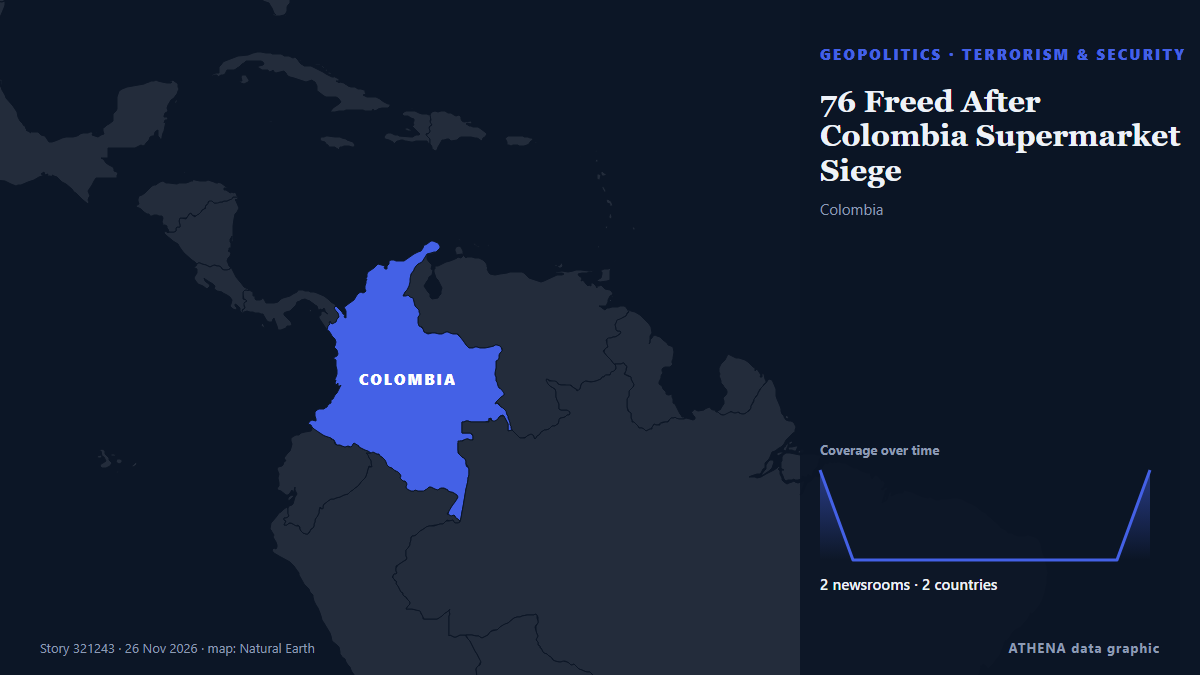 GEOPOLITICS · TERRORISM & SECURITY
76 Freed After
Colombia Supermarket
Siege
Colombia
COLOMBIA
Coverage over time
2 newsrooms · 2 countries
Story 321243 · 26 Nov 2026 · map: Natural Earth
ATHENA data graphic